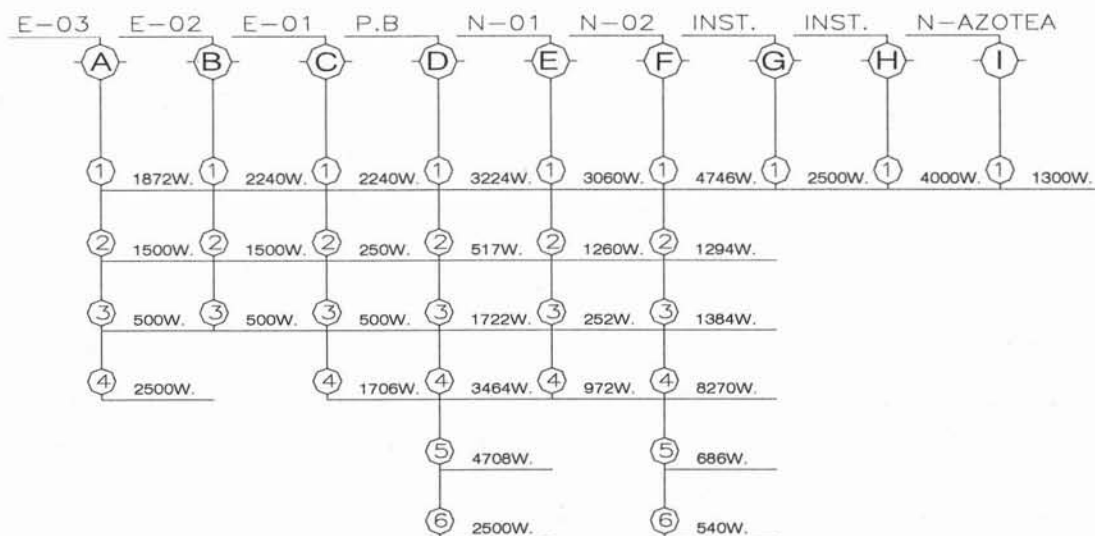 E-03 E-02 E-01 P.B N-01 N-02 INST. INST. N-AZOTEA
A B C D E F G H I
1 1872W. 1 2240W. 1 2240W. 1 3224W. 1 3060W. 1 4746W. 1 2500W. 1 4000W. 1 1300W.
2 1500W. 2 1500W. 2 250W. 2 517W. 2 1260W. 2 1294W.
3 500W. 3 500W. 3 500W. 3 1722W. 3 252W. 3 1384W.
4 2500W. 4 1706W. 4 3464W. 4 972W. 4 8270W.
5 4708W. 5 686W.
6 2500W. 6 540W.